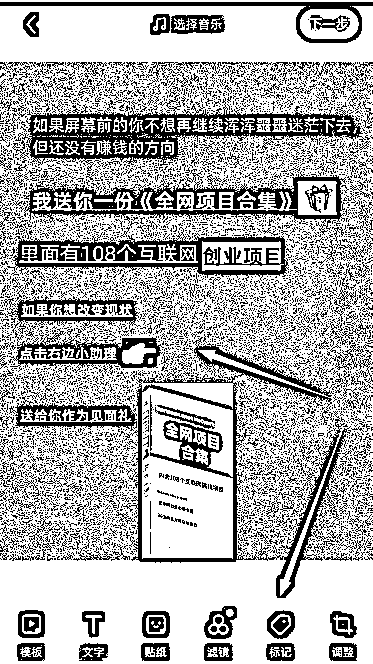 选择音乐
下一步
如果屏幕前的你不想再继续浑浑噩噩迷茫下去，
但还没有赚钱的方向
我送你一份《全网项目合集》
里面有108个互联网创业项目
如果你想改变现状
点击右边小助理
送给你作为见面礼
全网项目
合集
模板
文字
贴纸
滤镜
标记
调整